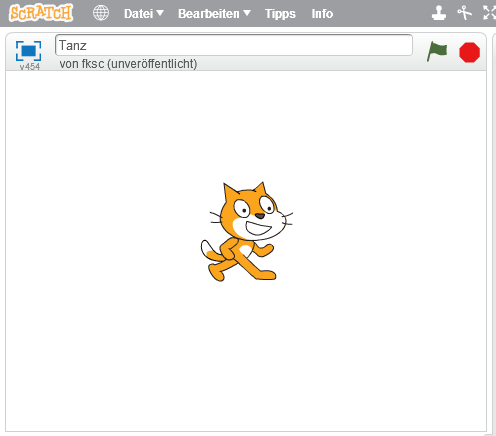 SCRATCH Datei Bearbeiten Tipps Info
Tanz
v454 von fksc (unveröffentlicht)